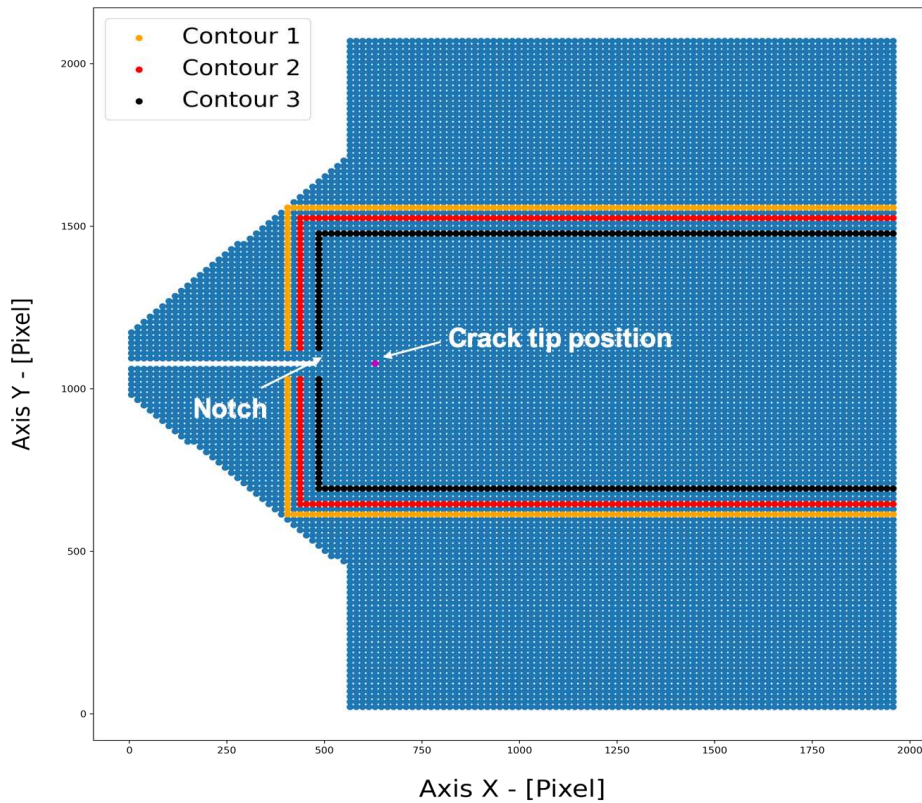 Contour 1
Contour 2
Contour 3
2000
1500
1000
500
0
Axis Y - [Pixel]
Crack tip position
Notch
0 250 500 750 1000 1250 1500 1750 2000
Axis X - [Pixel]